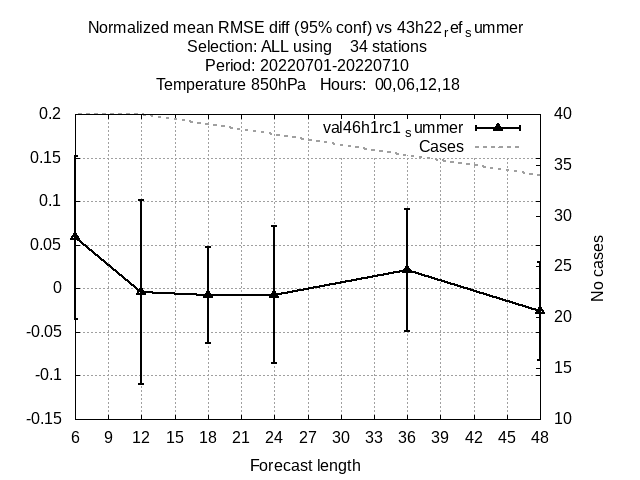 Normalized mean RMSE diff (95% conf) vs 43h22ref_summer
Selection: ALL using 34 stations
Period: 20220701-20220710
Temperature 850hPa Hours: 00,06,12,18
val46h1rc1summer
Cases
0.2
0.15
0.1
0.05
0
-0.05
-0.1
-0.15
40
35
30
25
20
15
10
No cases
6 9 12 15 18 21 24 27 30 33 36 39 42 45 48
Forecast length